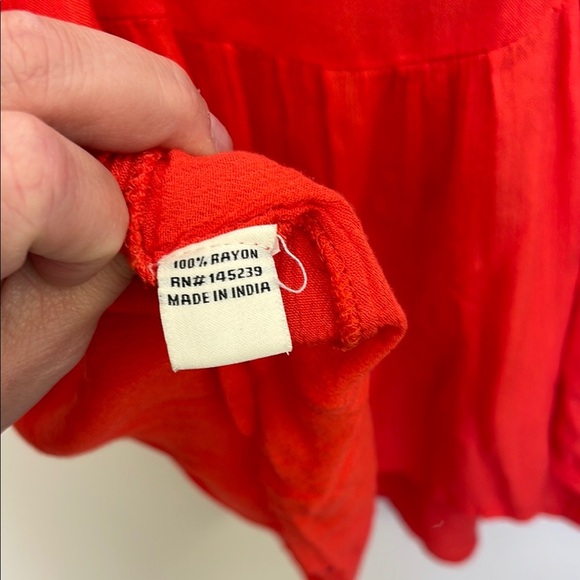 100% RAYON
RN# 145239
MADE IN INDIA